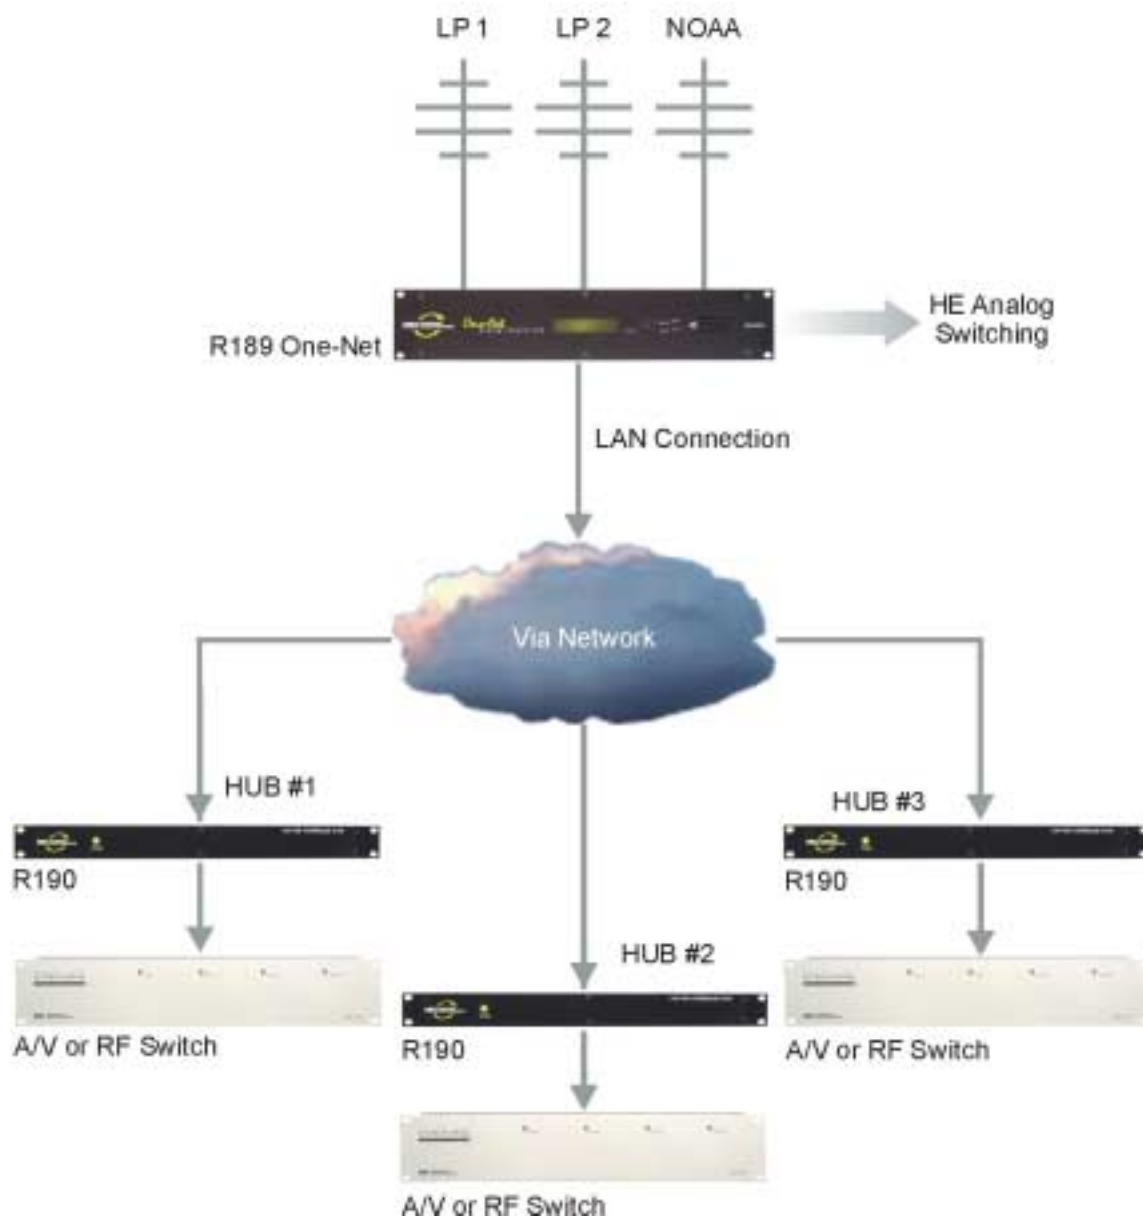 LP 1
LP 2
NOAA
R189 One-Net
HE Analog
Switching
LAN Connection
Via Network
HUB #1
R190
A/V or RF Switch
HUB #2
R190
A/V or RF Switch
HUB #3
R190
A/V or RF Switch